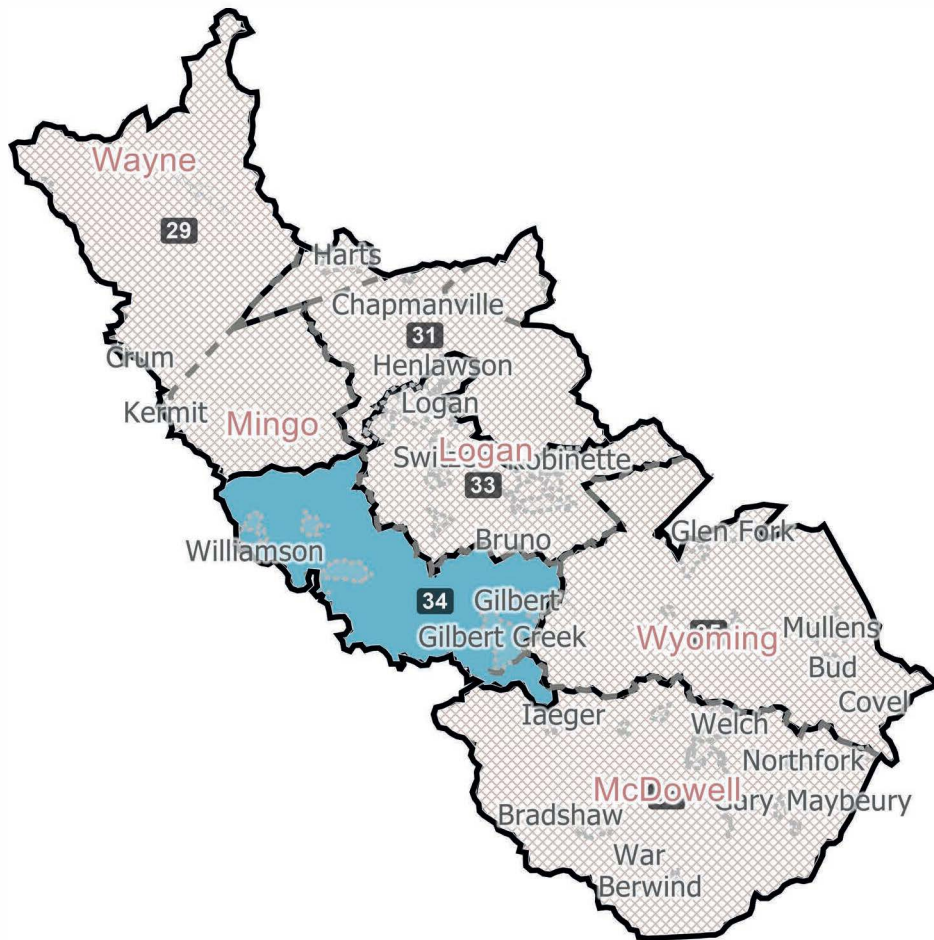 Wayne
29
Harts
Chapmanville
31
Crum
Henlawson
Kermit
Logan
Mingo
Logan
33
Bruno
Glen Fork
Williamson
34
Gilbert
Gilbert Creek
Wyoming
Mullens
Bud
Covel
Iaeger
Welch
Northfork
McDowell
Gary Maybeury
Bradshaw
War
Berwind